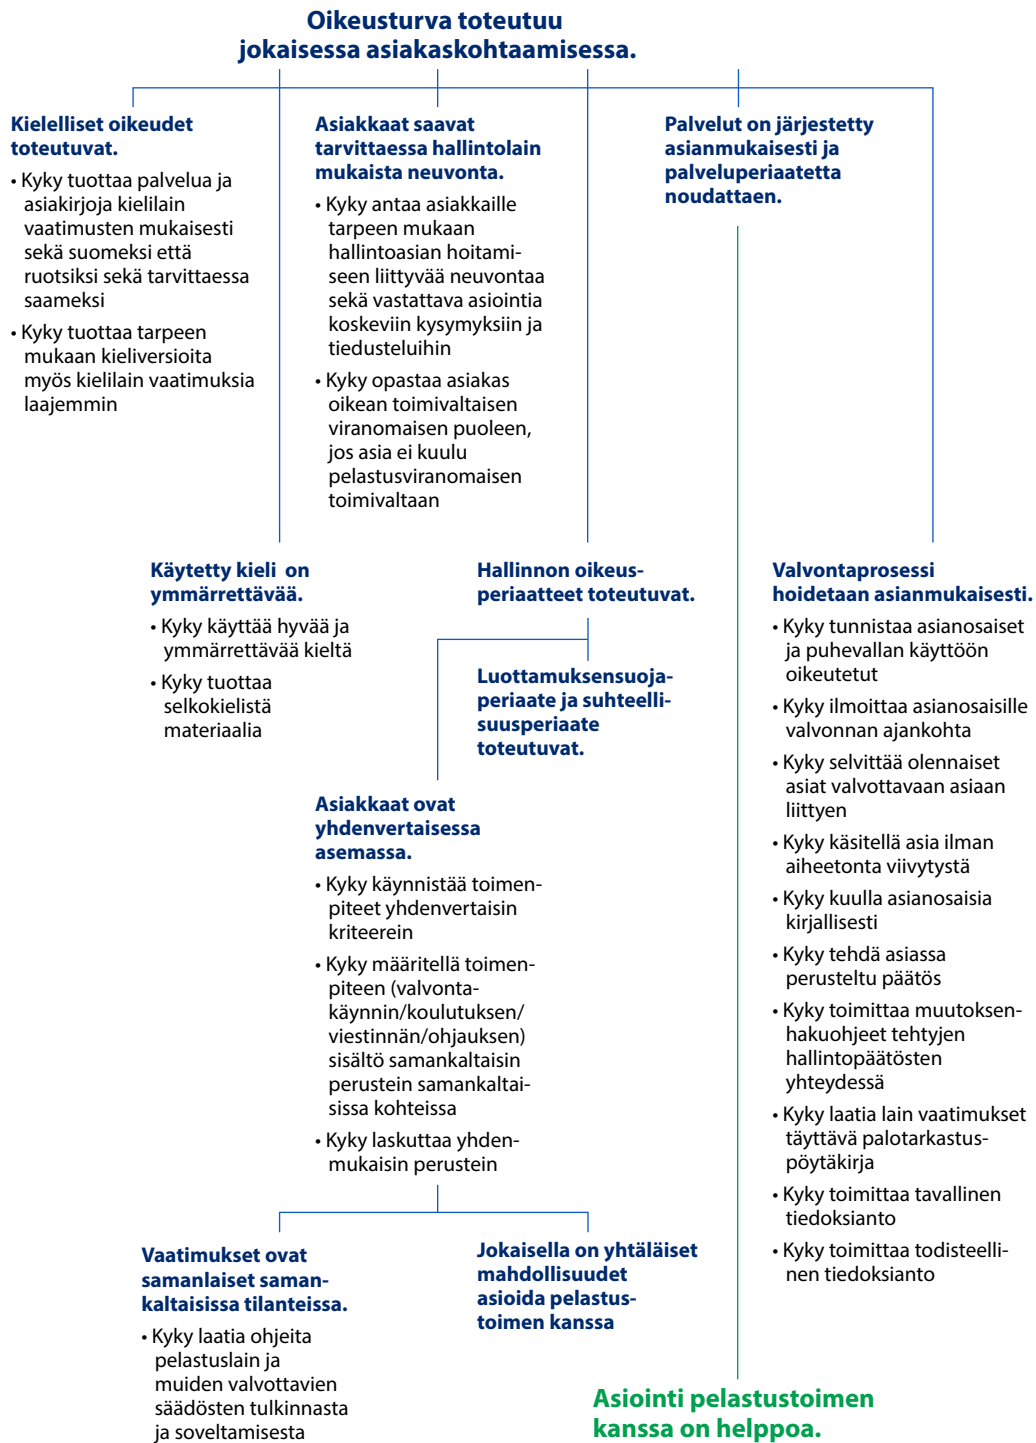 Oikeusturva toteutuu
jokaisessa asiakaskohtaamisessa.
Kielelliset oikeudet
toteutuvat.
• Kyky tuottaa palvelua ja
asiakirjoja kielilain
vaatimusten mukaisesti
sekä suomeksi että
ruotsiksi sekä tarvittaessa
saameksi
• Kyky tuottaa tarpeen
mukaan kieliversioita
myös kielilain vaatimuksia
laajemmin
Asiakkaat saavat
tarvittaessa hallintolain
mukaista neuvonta.
• Kyky antaa asiakkaille
tarpeen mukaan
hallintoasian hoitami-
seen liittyvää neuvontaa
sekä vastattava asiointia
koskeviin kysymyksiin ja
tiedusteluihin
• Kyky opastaa asiakas
oikean toimivaltaisen
viranomaisen puoleen,
jos asia ei kuulu
pelastusviranomaisen
toimivaltaan
Palvelut on järjestetty
asianmukaisesti ja
palveluperiaatetta
noudattaen.
Käytetty kieli on
ymmärrettävää.
• Kyky käyttää hyvää ja
ymmärrettävää kieltä
• Kyky tuottaa
selkokielistä
materiaalia
Hallinnon oikeus-
periaatteet toteutuvat.
Luottamuksensuoja-
periaate ja suhteelli-
suusperiaate
toteutuvat.
Asiakkaat ovat
yhdenvertaisessa
asemassa.
• Kyky käynnistää toimen-
piteet yhdenvertaisin
kriteerein
• Kyky määritellä toimen-
piteen (valvonta-
käynnin/koulutuksen/
viestinnän/ohjauksen)
sisältö samankaltaisin
perustein samankaltai-
sissa kohteissa
• Kyky laskuttaa yhden-
mukaisin perustein
Valvontaprosessi
hoidetaan asianmukaisesti.
• Kyky tunnistaa asianosaiset
ja puhevallan käyttöön
oikeutetut
• Kyky ilmoittaa asianosaisille
valvonnan ajankohta
• Kyky selvittää olennaiset
asiat valvottavaan asiaan
liittyen
• Kyky käsitellä asia ilman
aiheetonta viivytystä
• Kyky kuulla asianosaisia
kirjallisesti
• Kyky tehdä asiassa
perusteltu päätös
• Kyky toimittaa muutoksen-
hakuohjeet tehtyjen
hallintopäätösten
yhteydessä
• Kyky laatia lain vaatimukset
täyttävä palotarkastus-
pöytäkirja
• Kyky toimittaa tavallinen
tiedoksianto
• Kyky toimittaa todisteelli-
nen tiedoksianto
Vaatimukset ovat
samanlaiset saman-
kaltaisissa tilanteissa.
• Kyky laatia ohjeita
pelastuslain ja
muiden valvottavien
säädösten tulkinnasta
ja soveltamisesta
Jokaisella on yhtäläiset
mahdollisuudet
asioida pelastus-
toimen kanssa
Asiointi pelastustoimen
kanssa on helppoa.